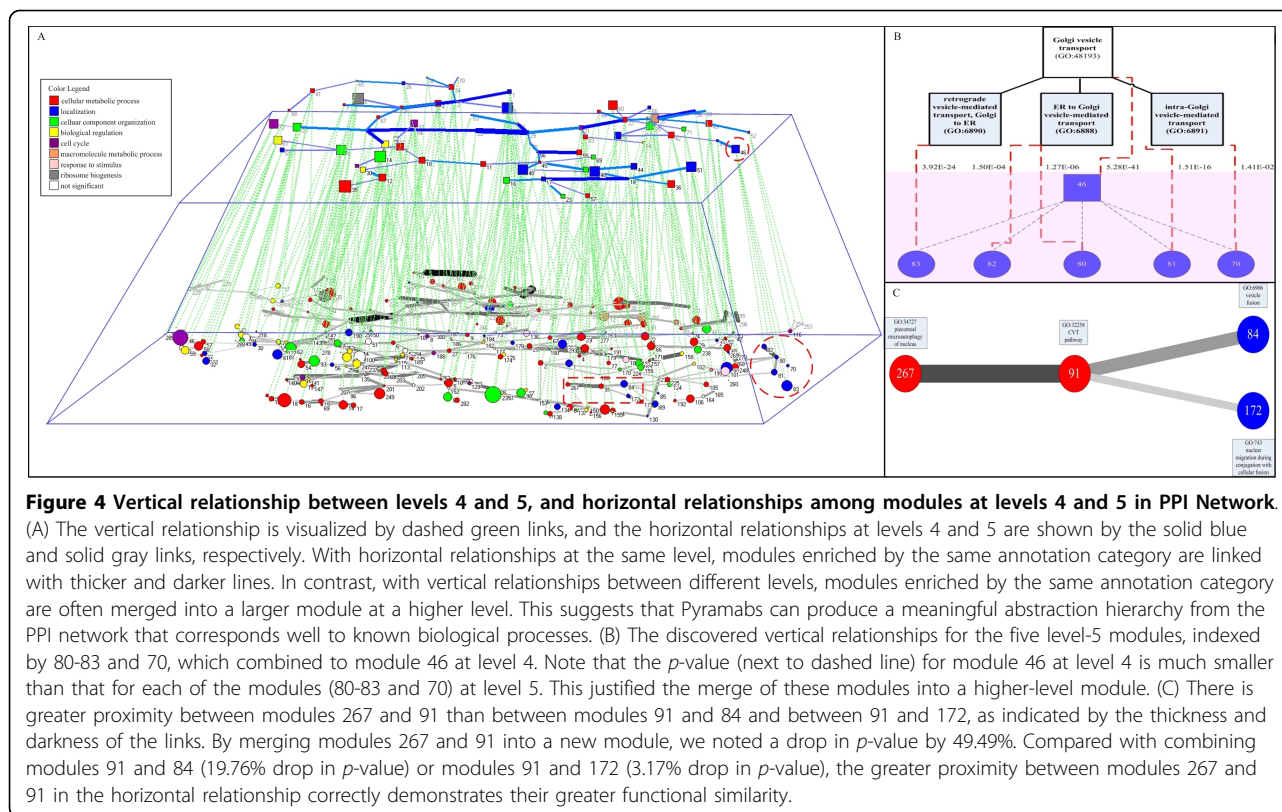 A
Color Legend
cellular metabolic process
localization
celluar component organization
biological regulation
cell cycle
macromolecule metabolic process
response to stimulus
ribosome biogenesis
not significant
B
Golgi vesicle
transport
(GO:48193)
retrograde
vesicle-mediated
transport, Golgi
to ER
(GO:6890)
ER to Golgi
vesicle-mediated
transport
(GO:6888)
intra-Golgi
vesicle-mediated
transport
(GO:6891)
3.92E-24 1.50E-04 1.27E-06 5.28E-41 1.51E-16 1.41E-02
46
83 82 80 81 70
C
GO:34727
piecemeal
microautophagy
of nucleus
GO:32258
CVT
pathway
GO:6906
vesicle
fusion
267 91 84
172
GO:743
nuclear
migration during
conjugation with
cellular fusion
Figure 4 Vertical relationship between levels 4 and 5, and horizontal relationships among modules at levels 4 and 5 in PPI Network.
(A) The vertical relationship is visualized by dashed green links, and the horizontal relationships at levels 4 and 5 are shown by the solid blue
and solid gray links, respectively. With horizontal relationships at the same level, modules enriched by the same annotation category are linked
with thicker and darker lines. In contrast, with vertical relationships between different levels, modules enriched by the same annotation category
are often merged into a larger module at a higher level. This suggests that Pyramabs can produce a meaningful abstraction hierarchy from the
PPI network that corresponds well to known biological processes. (B) The discovered vertical relationships for the five level-5 modules, indexed
by 80-83 and 70, which combined to module 46 at level 4. Note that the p-value (next to dashed line) for module 46 at level 4 is much smaller
than that for each of the modules (80-83 and 70) at level 5. This justified the merge of these modules into a higher-level module. (C) There is
greater proximity between modules 267 and 91 than between modules 91 and 84 and between 91 and 172, as indicated by the thickness and
darkness of the links. By merging modules 267 and 91 into a new module, we noted a drop in p-value by 49.49%. Compared with combining
modules 91 and 84 (19.76% drop in p-value) or modules 91 and 172 (3.17% drop in p-value), the greater proximity between modules 267 and
91 in the horizontal relationship correctly demonstrates their greater functional similarity.